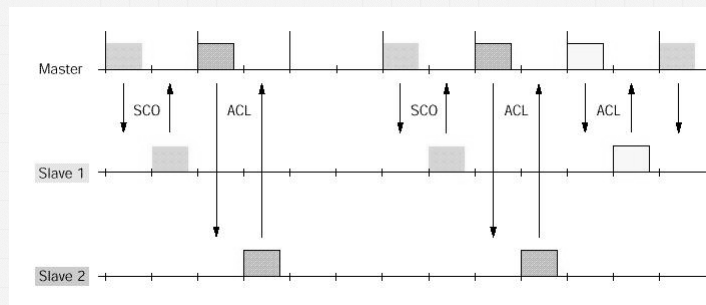 Master
SCO
ACL
SCO
ACL
ACL
Slave 1
Slave 2